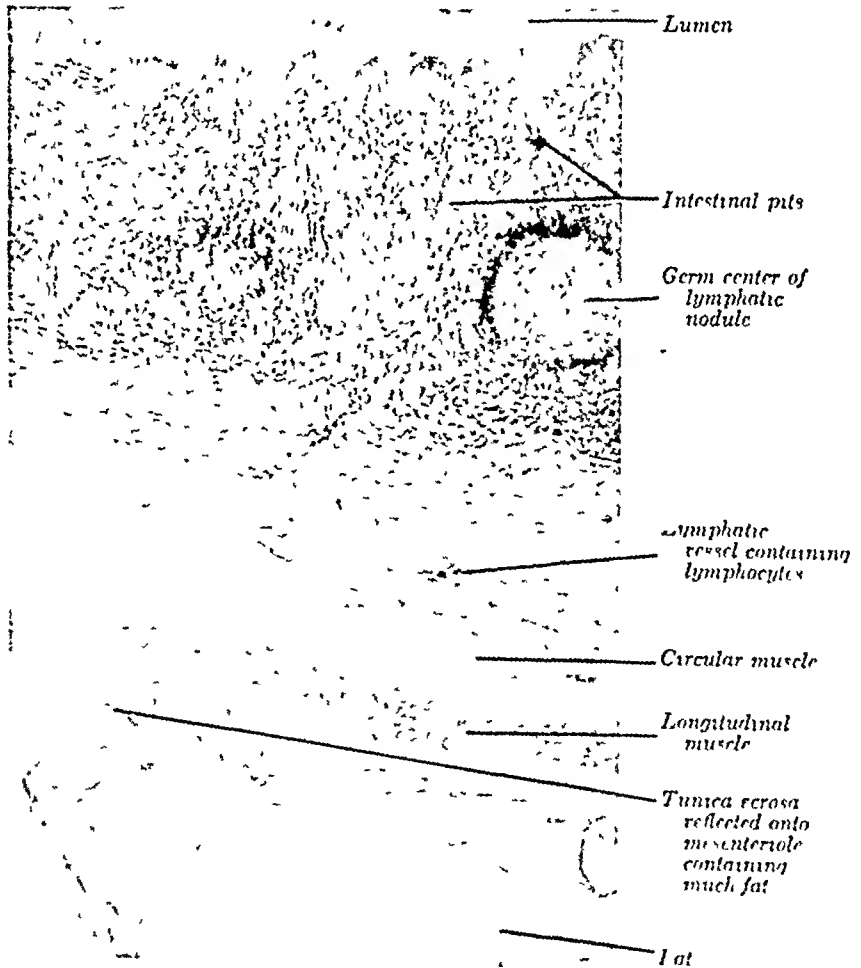 Lumen
Intestinal pits
Germ center of
lymphatic
nodule
Lymphatic
vessel containing
lymphocytes
Circular muscle
Longitudinal
muscle
Tunica serosa
reflected onto
mesenteriole
containing
much fat
Fat